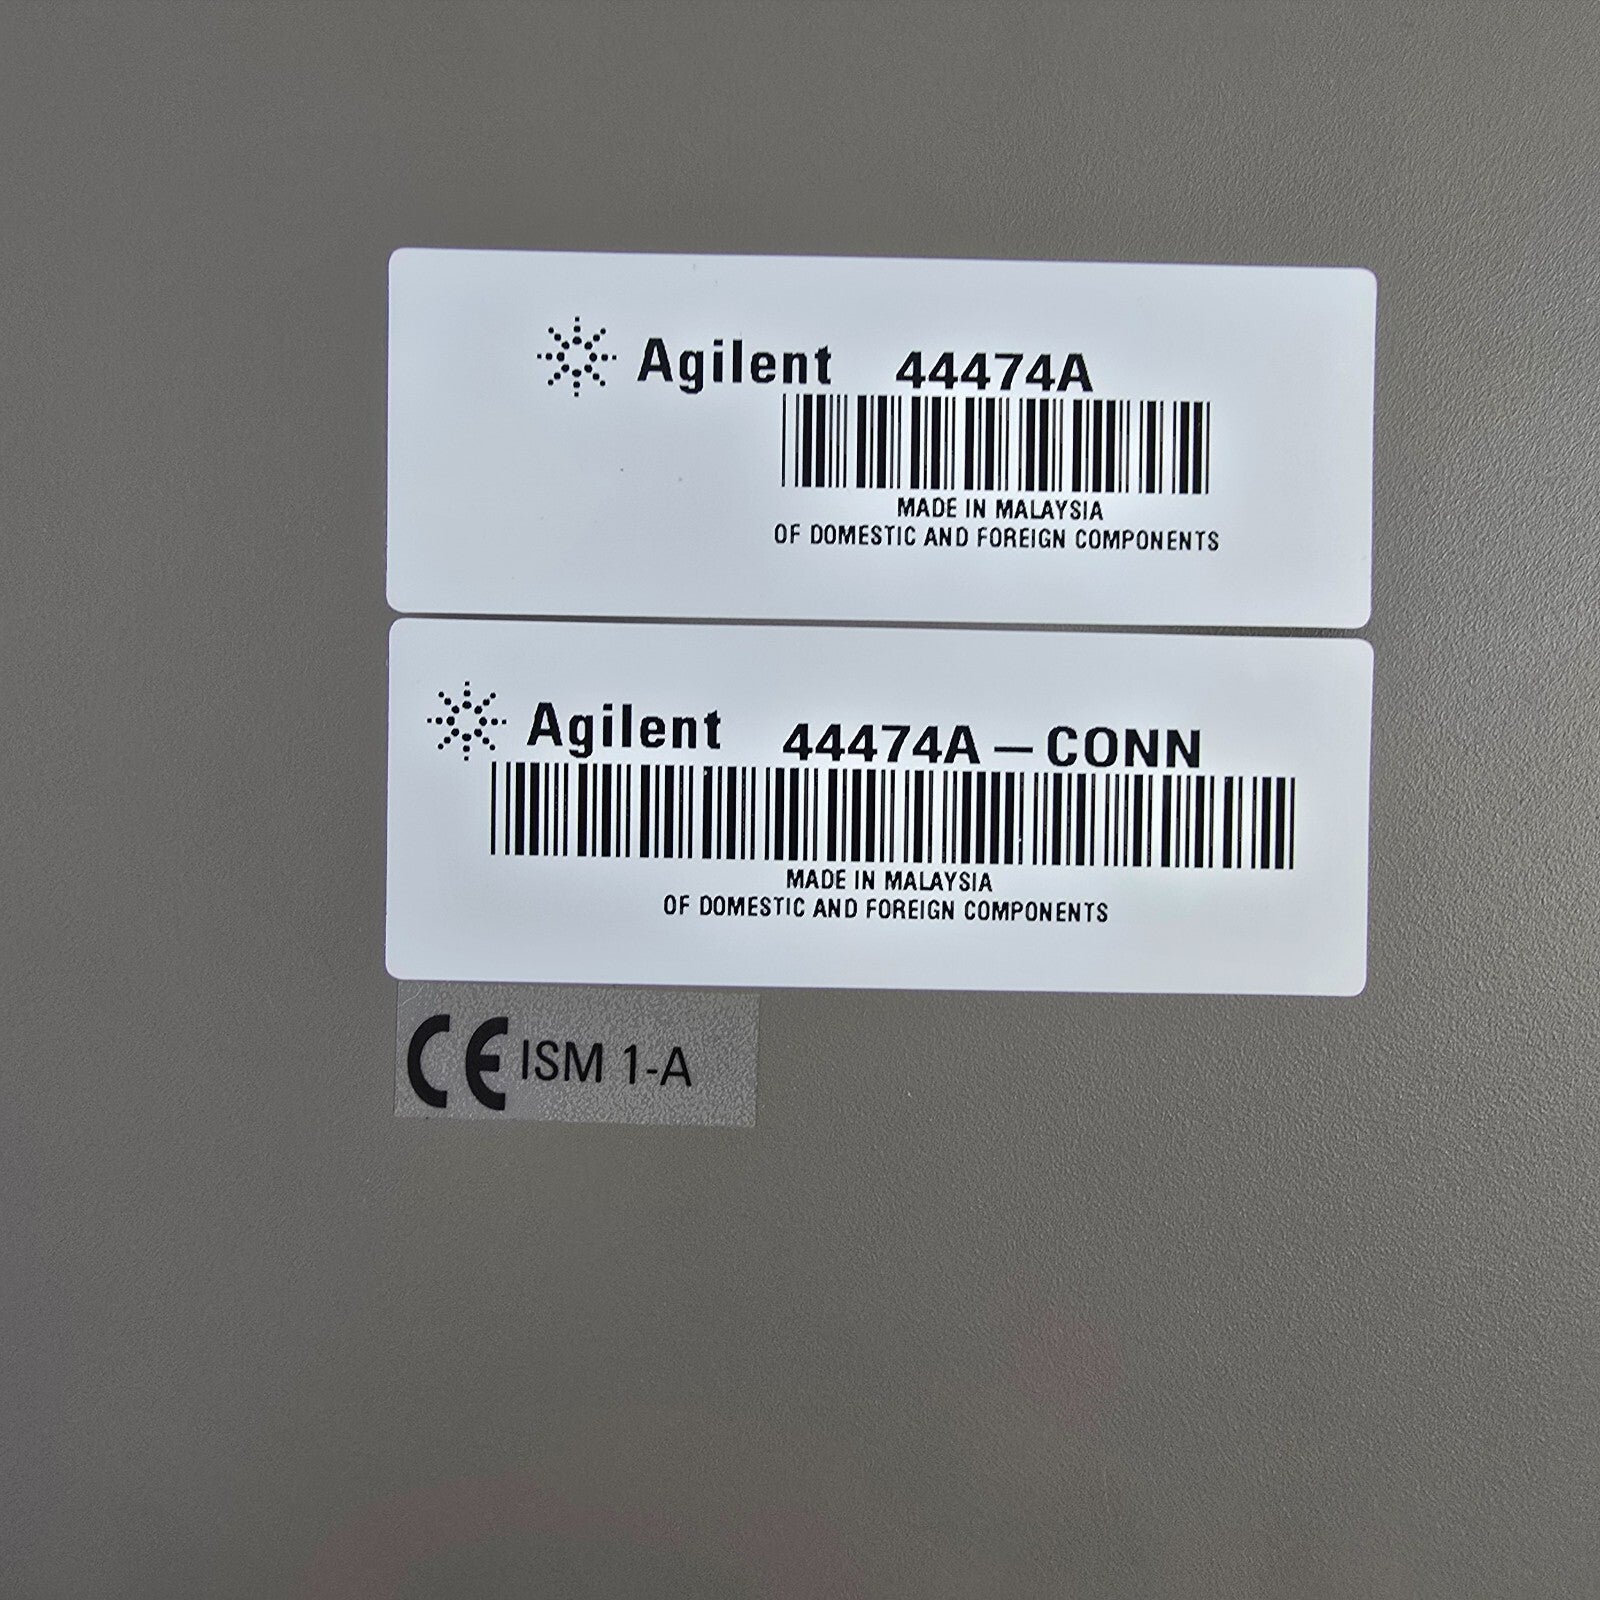 Agilent 44474A
MADE IN MALAYSIA
OF DOMESTIC AND FOREIGN COMPONENTS
Agilent 44474A – CONN
MADE IN MALAYSIA
OF DOMESTIC AND FOREIGN COMPONENTS
CE ISM 1-A